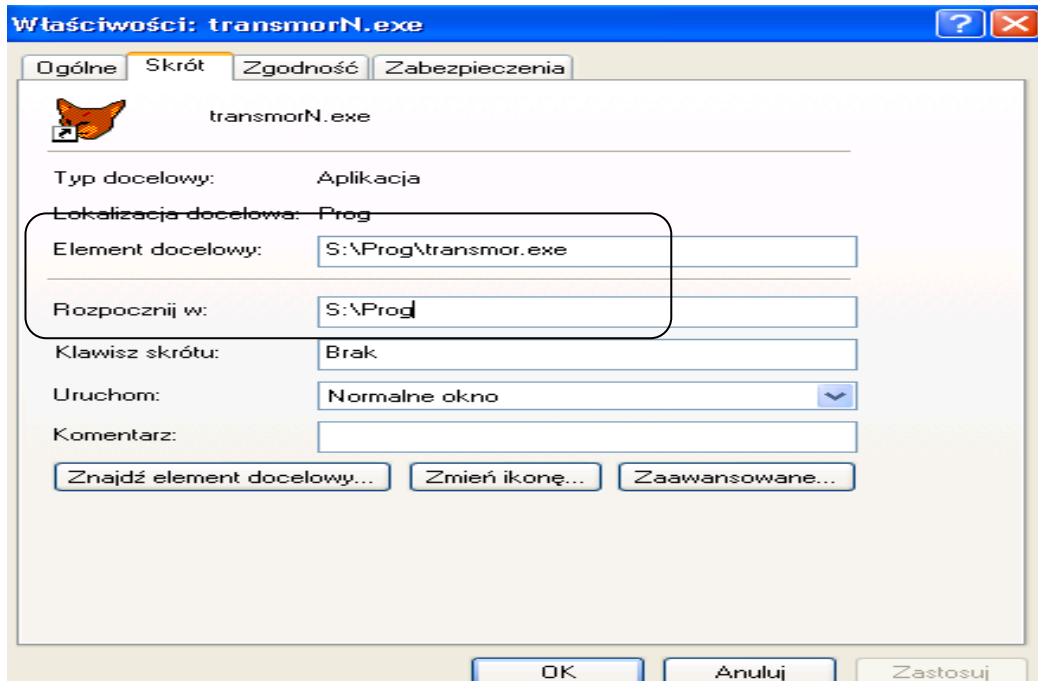 Właściwości: transmorN.exe
Ogólne Skrót Zgodność Zabezpieczenia
transmorN.exe
Typ docelowy: Aplikacja
Lokalizacja docelowa: Prog
Element docelowy: S:\Prog\transmor.exe
Rozpocznij w: S:\Prog
Klawisz skrótu: Brak
Uruchom: Normalne okno
Komentarz:
Znajdź element docelowy... Zmień ikonę... Zaawansowane...
OK Anuluj Zastosuj